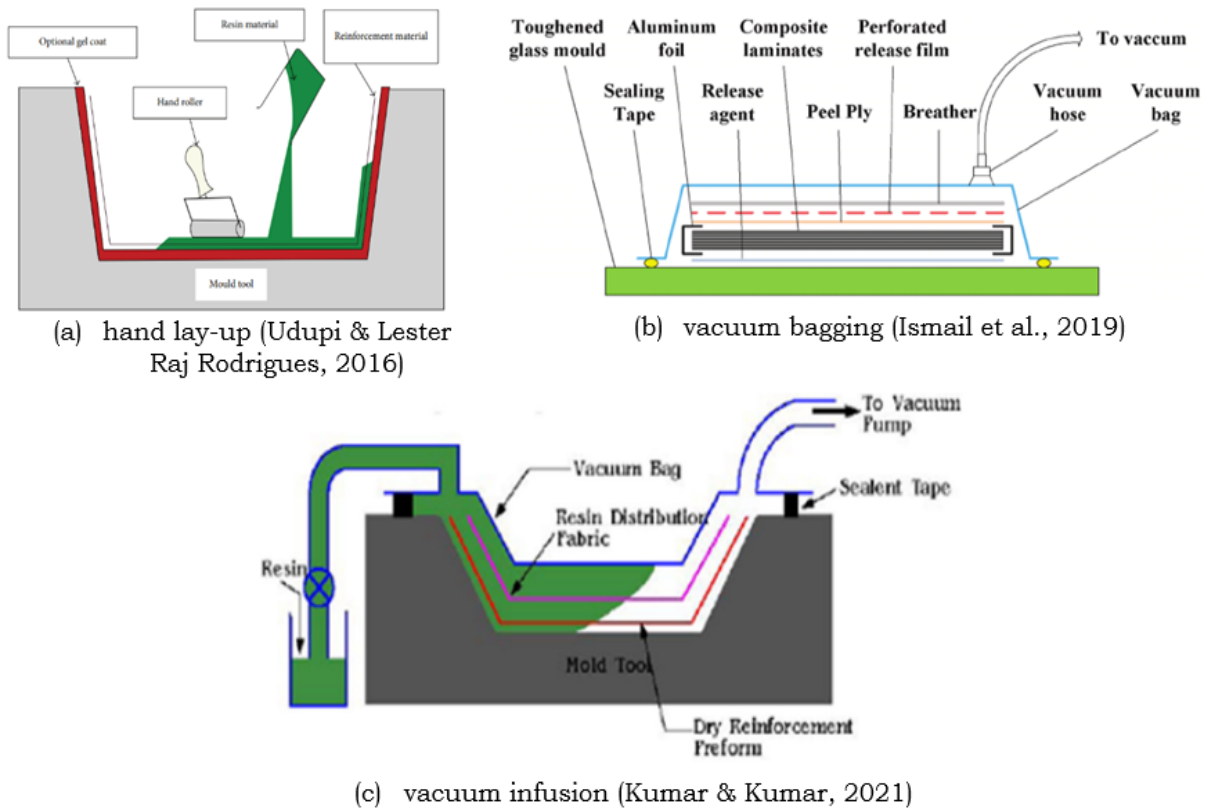 Optional gel coat
Resin material
Reinforcement material
Hand roller
Mould tool
(a) hand lay-up (Udupi & Lester
Raj Rodrigues, 2016)
Toughened
glass mould
Aluminum
foil
Composite
laminates
Perforated
release film
To vaccum
Sealing
Tape
Release
agent
Peel Ply
Breather
Vacuum
hose
Vacuum
bag
(b) vacuum bagging (Ismail et al., 2019)
To Vacuum
Pump
Vacuum Bag
Sealent Tape
Resin Distribution
Fabric
Resin
Mold Tool
Dry Reinforcement
Preform
(c) vacuum infusion (Kumar & Kumar, 2021)